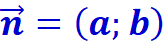 n⃗ = (a; b)